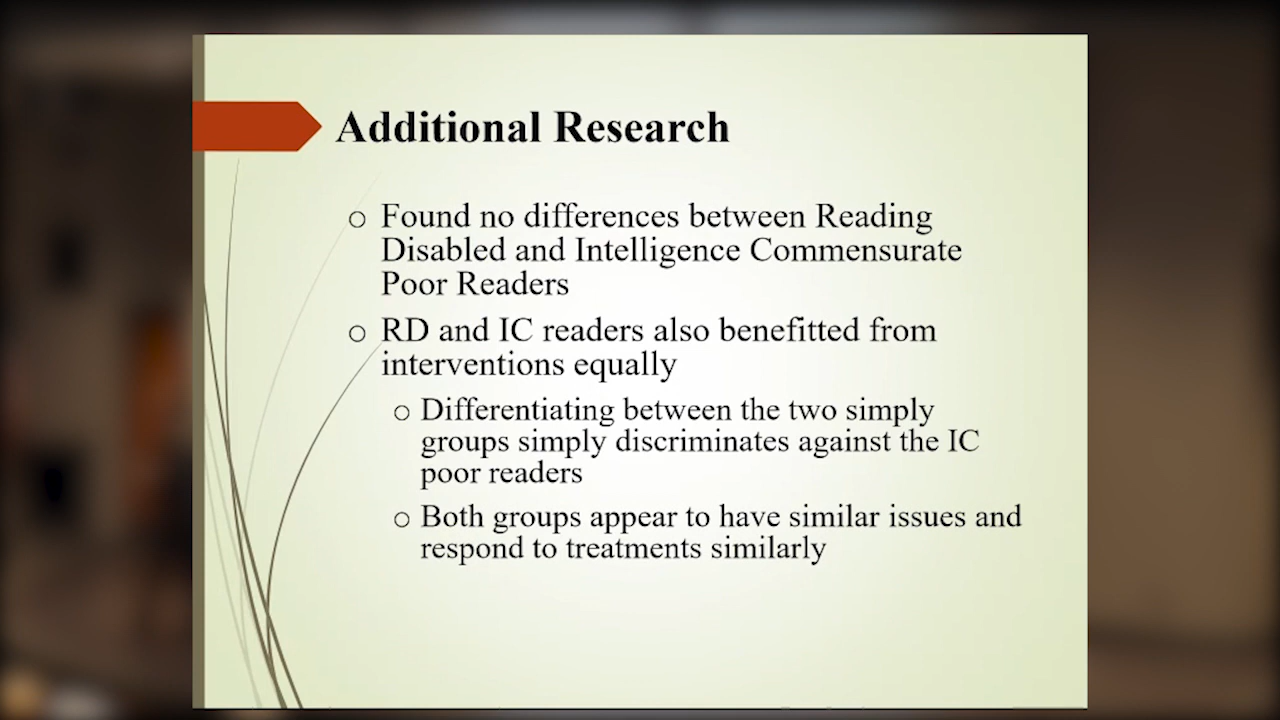 Additional Research
o Found no differences between Reading
Disabled and Intelligence Commensurate
Poor Readers
o RD and IC readers also benefitted from
interventions equally
o Differentiating between the two simply
groups simply discriminates against the IC
poor readers
o Both groups appear to have similar issues and
respond to treatments similarly